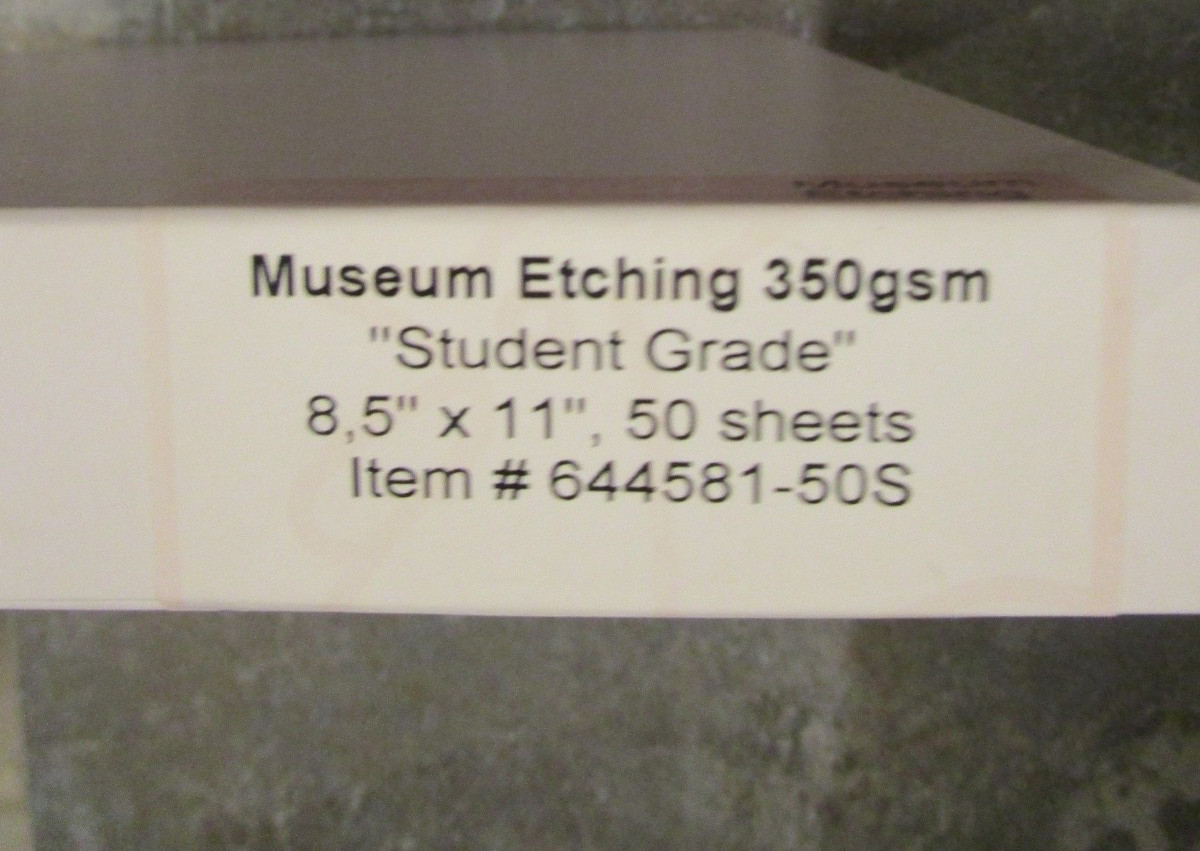 Museum Etching 350gsm
"Student Grade"
8,5" x 11", 50 sheets
Item # 644581-50S